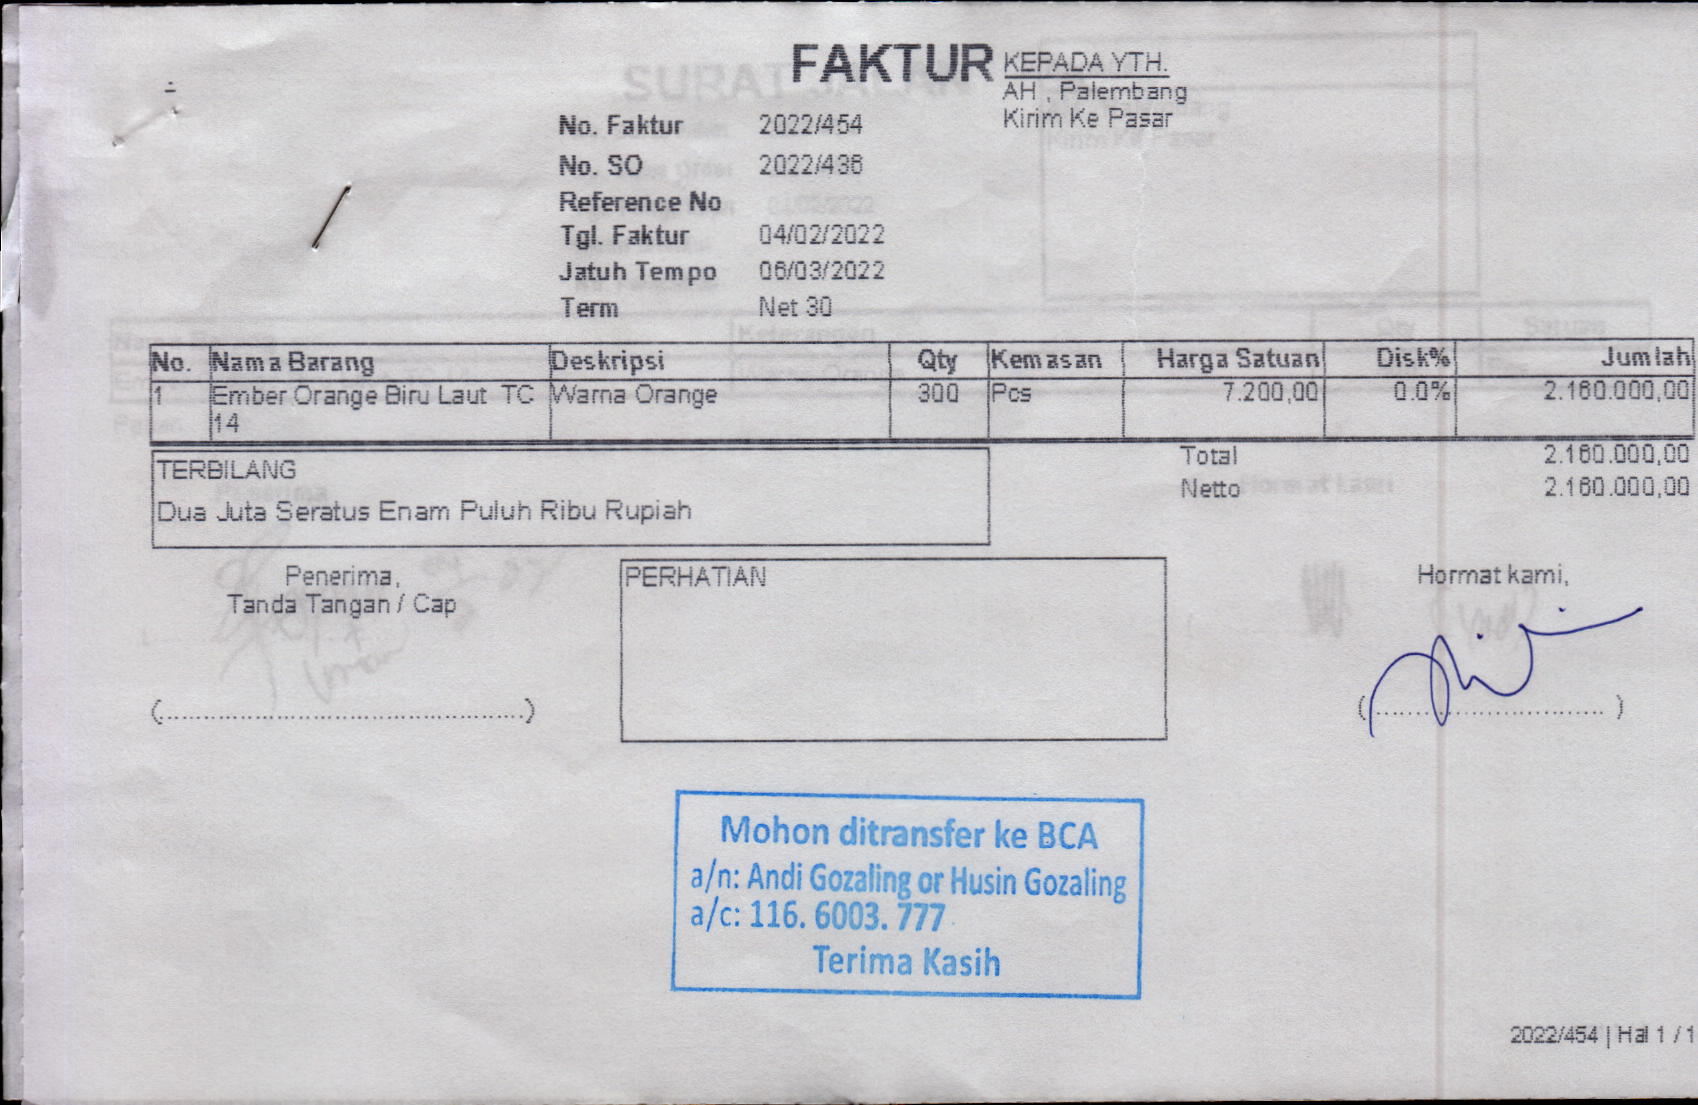 FAKTUR
KEPADA YTH.
AH , Palembang
Kirim Ke Pasar
No. Faktur 2022/454
No. SO 2022/436
Reference No
Tgl. Faktur 04/02/2022
Jatuh Tempo 06/03/2022
Term Net 30
No. Nama Barang Deskripsi Qty Kemasan Harga Satuan Disk% Jumlah
1 Ember Orange Biru Laut TC Warna Orange 300 Pcs 7.200,00 0.0% 2.160.000,00
14
Total 2.160.000,00
Netto 2.160.000,00
TERBILANG
Dua Juta Seratus Enam Puluh Ribu Rupiah
Penerima,
Tanda Tangan / Cap
(............................................)
PERHATIAN
Hormat kami,
(............................ )
Mohon ditransfer ke BCA
a/n: Andi Gozaling or Husin Gozaling
a/c: 116. 6003. 777
Terima Kasih
2022/454 | Hal 1 / 1